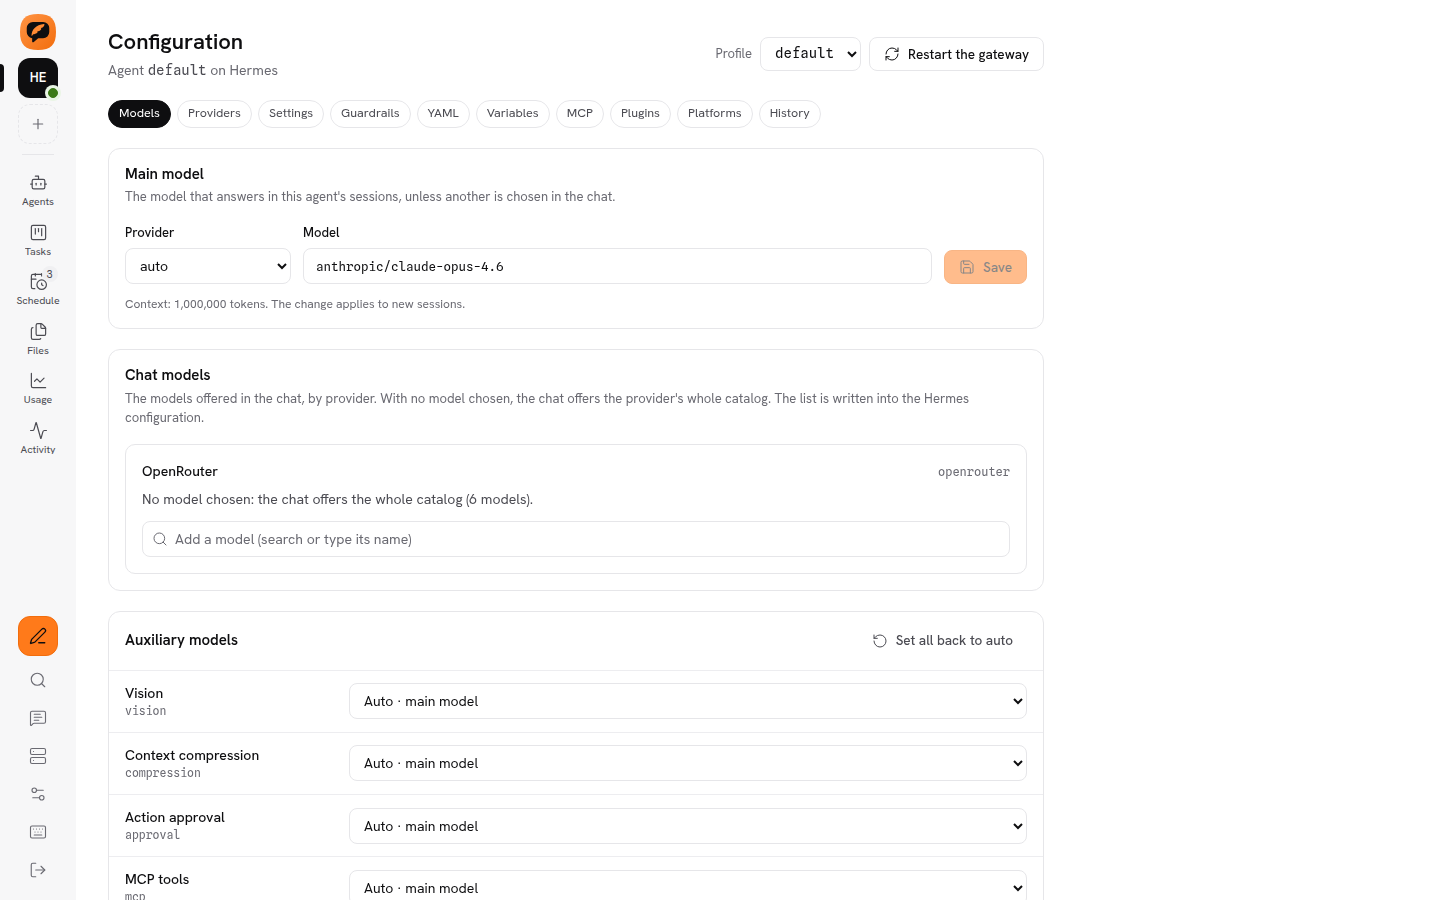 Configuration
Agent default on Hermes
Profile
default
Restart the gateway
HE
Agents
Tasks
3
Schedule
Files
Usage
Activity
Models
Providers
Settings
Guardrails
YAML
Variables
MCP
Plugins
Platforms
History
Main model
The model that answers in this agent's sessions, unless another is chosen in the chat.
Provider
Model
auto
anthropic/claude-opus-4.6
Save
Context: 1,000,000 tokens. The change applies to new sessions.
Chat models
The models offered in the chat, by provider. With no model chosen, the chat offers the provider's whole catalog. The list is written into the Hermes
configuration.
OpenRouter
openrouter
No model chosen: the chat offers the whole catalog (6 models).
Add a model (search or type its name)
Auxiliary models
Set all back to auto
Vision
vision
Auto · main model
Context compression
compression
Auto · main model
Action approval
approval
Auto · main model
MCP tools
mcp
Auto · main model